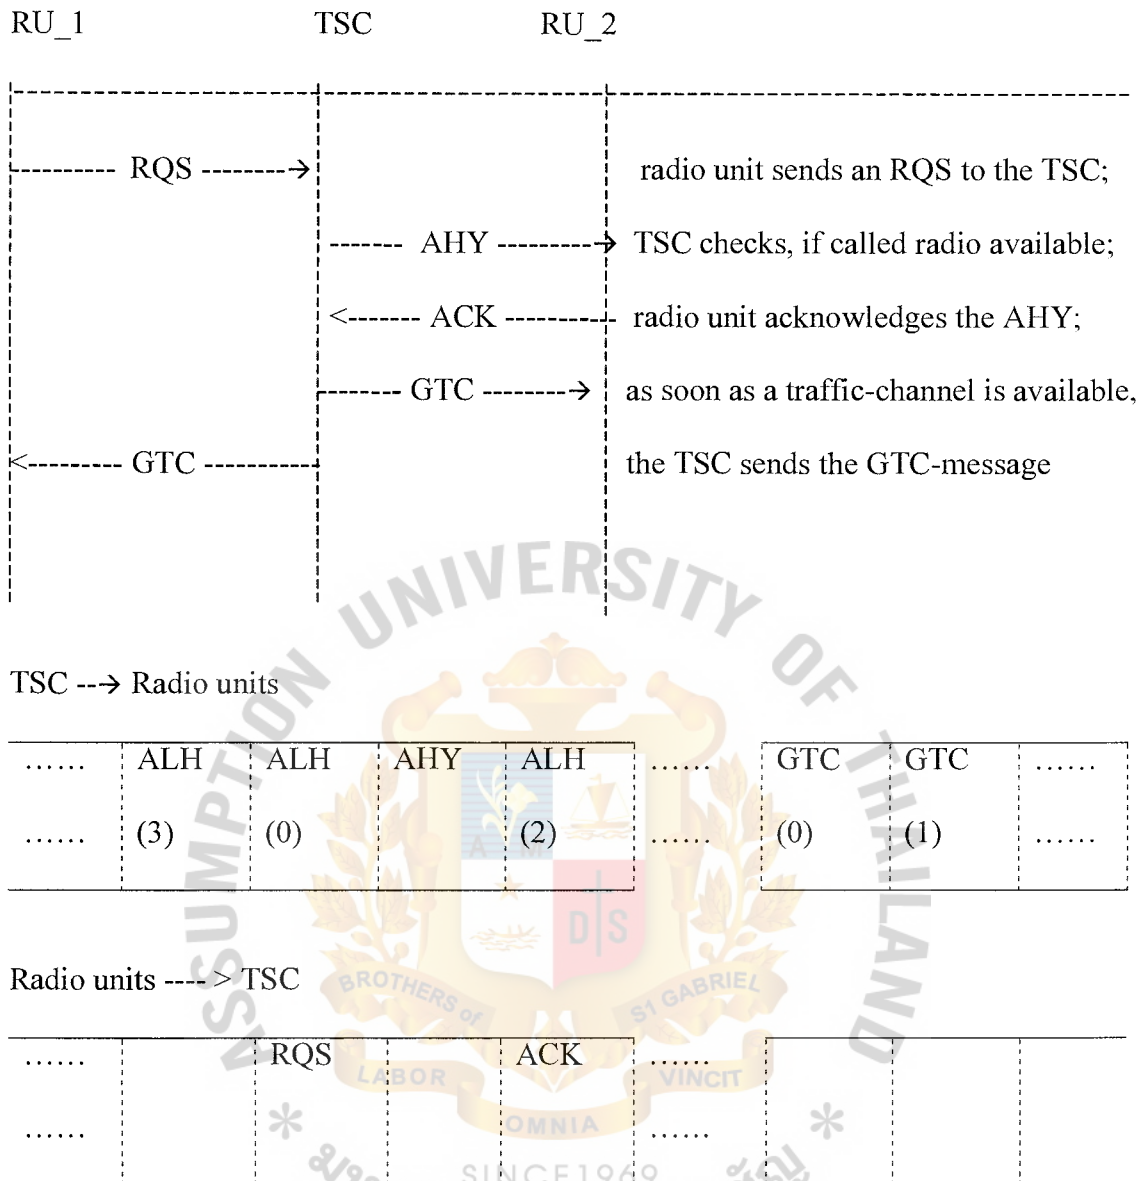 RU_1 TSC RU_2
RQS radio unit sends an RQS to the TSC;
AHY TSC checks, if called radio available;
ACK radio unit acknowledges the AHY;
GTC as soon as a traffic-channel is available,
GTC the TSC sends the GTC-message
TSC --→ Radio units
...... ALH ALH AHY ALH ...... GTC GTC ......
...... (3) (0) (2) ...... (0) (1) ......
Radio units ---- > TSC
...... RQS ACK ......
...... ......
ASSUMPTION UNIVERSITY OF THAILAND
A M
D S
BROTHERS of ST GABRIEL
LABOR OMNIA VINCIT
* *
SINCE1969